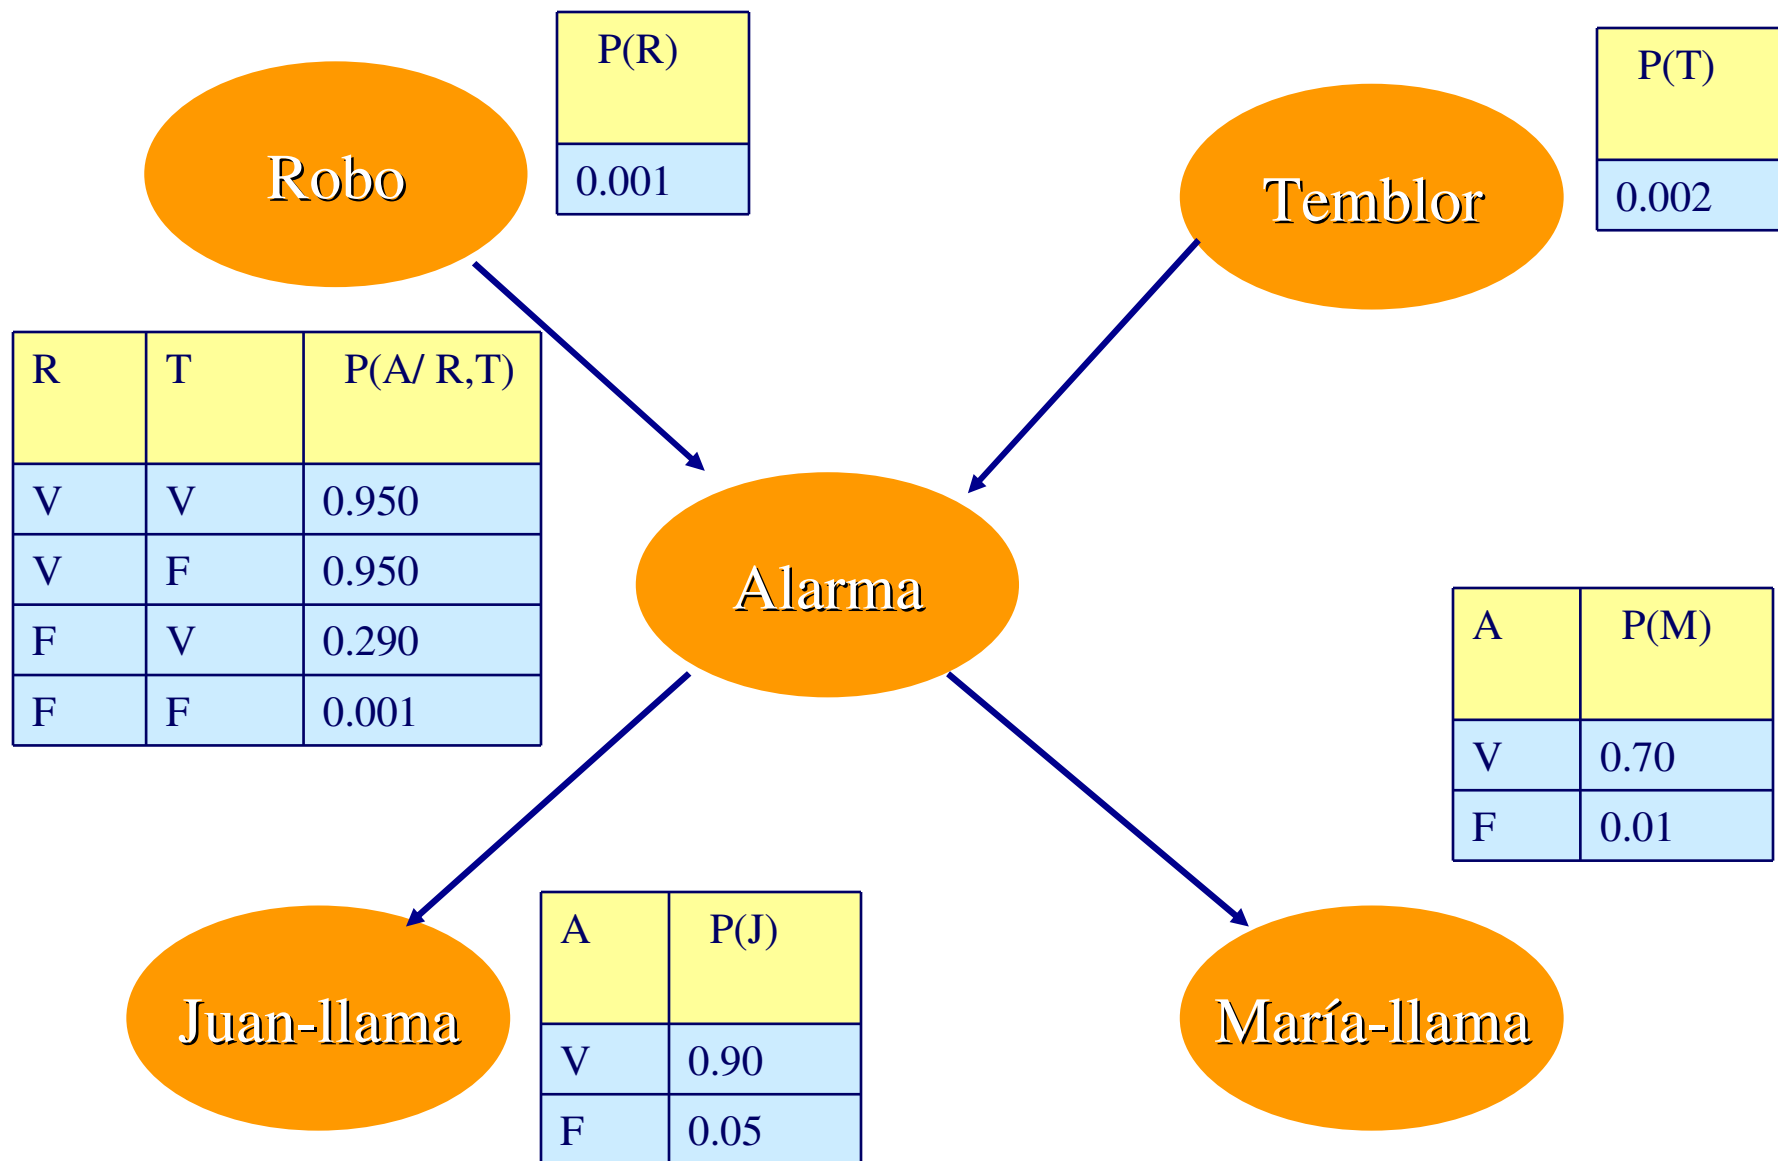 P(R)
0.001
P(T)
0.002
Robo
Temblor
R T P(A/ R,T)
V V 0.950
V F 0.950
F V 0.290
F F 0.001
Alarma
A P(M)
V 0.70
F 0.01
A P(J)
V 0.90
F 0.05
Juan-llama
María-llama